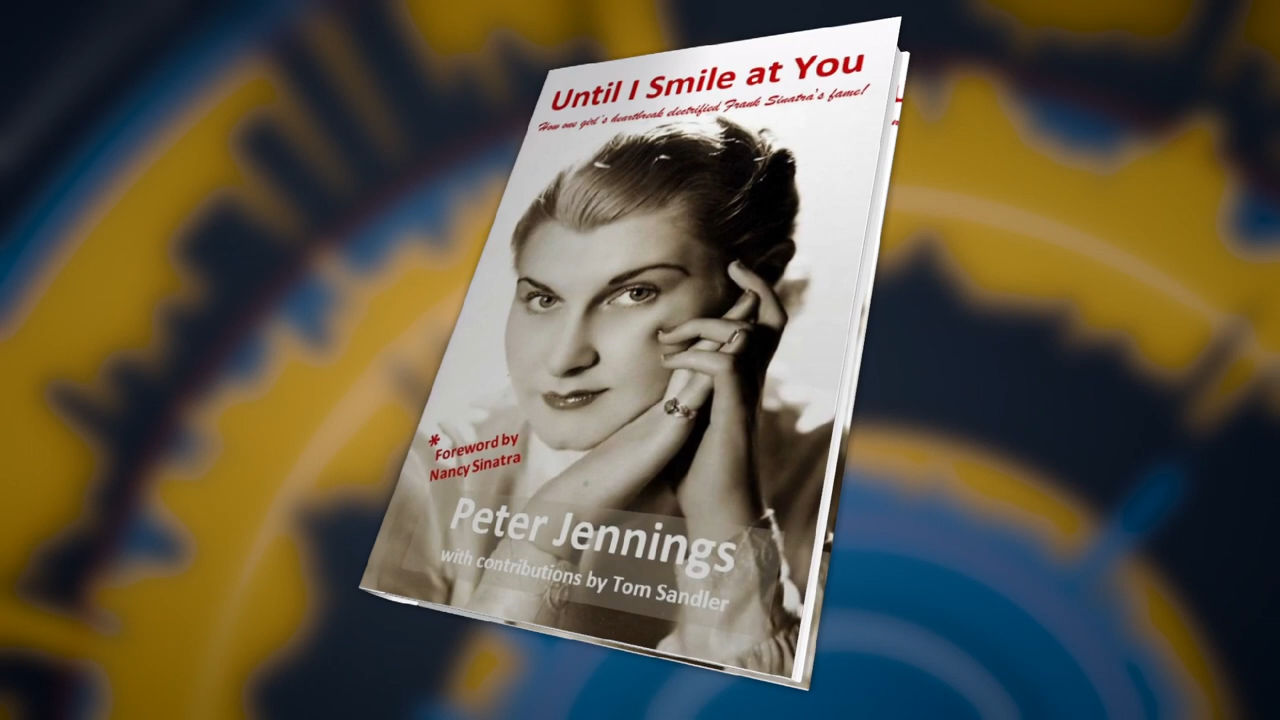 Until I Smile at You
How one girl's heartbreak electrified Frank Sinatra's fame!
*Foreword by
Nancy Sinatra
Peter Jennings
with contributions by Tom Sandler